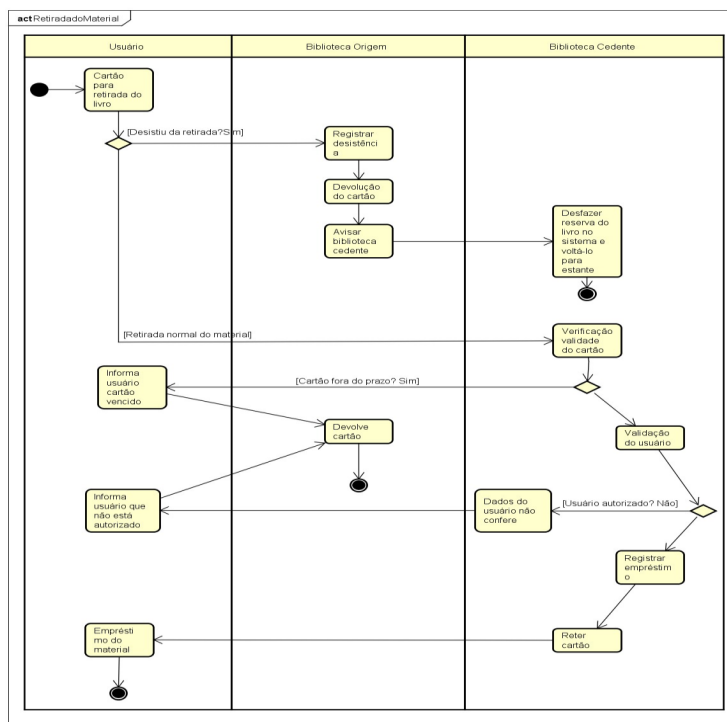 act RetiradadoMaterial
Usuário
Biblioteca Origem
Biblioteca Cedente
Cartão
para
retirada do
livro
[Desistiu da retirada?Sim]
Registrar
desistênci
a
Devolução
do cartão
Avisar
biblioteca
cedente
Desfazer
reserva do
livro no
sistema e
voltá-lo
para
estante
[Retirada normal do material]
Verificação
validade
do cartão
Informa
usuário
cartão
vencido
[Cartão fora do prazo? Sim]
Devolve
cartão
Validação
do usuário
Informa
usuário que
não está
autorizado
Dados do
usuário não
confere
[Usuário autorizado? Não]
Registrar
empréstim
o
Emprésti
mo do
material
Reter
cartão